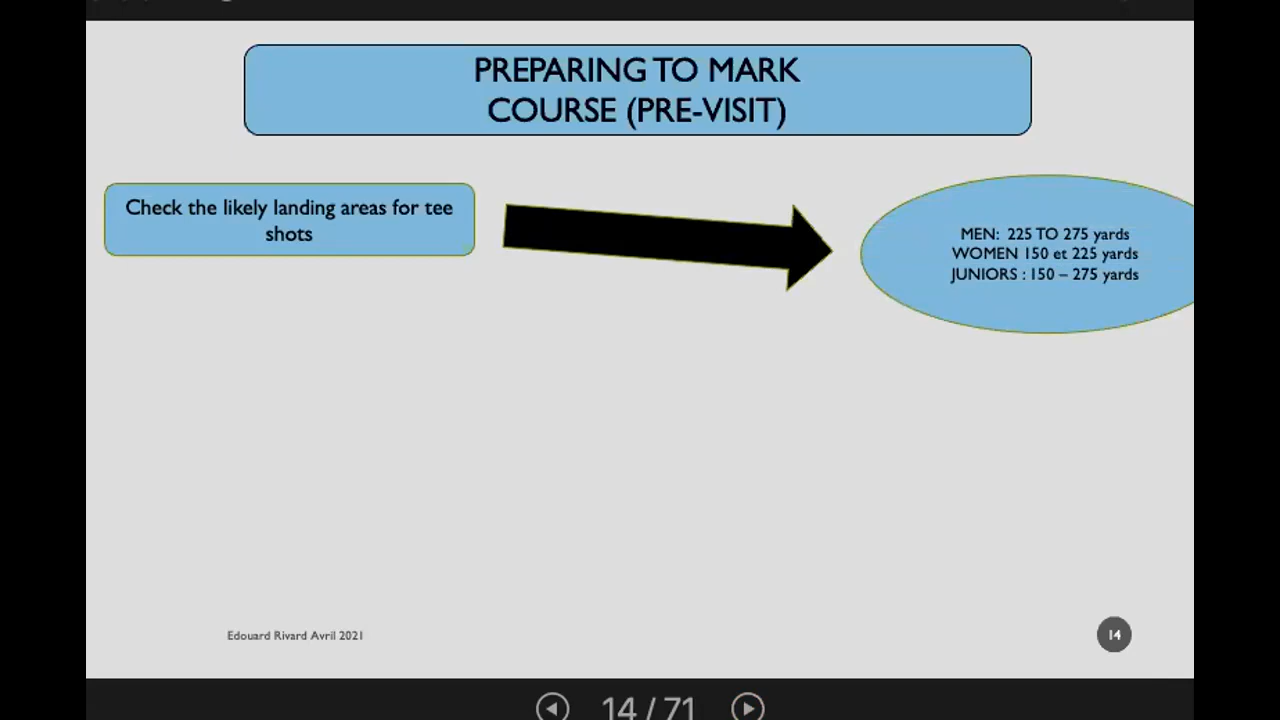 PREPARING TO MARK
COURSE (PRE-VISIT)
Check the likely landing areas for tee
shots
MEN: 225 TO 275 yards
WOMEN 150 et 225 yards
JUNIORS : 150 – 275 yards
Edouard Rivard Avril 2021
14
14 / 71